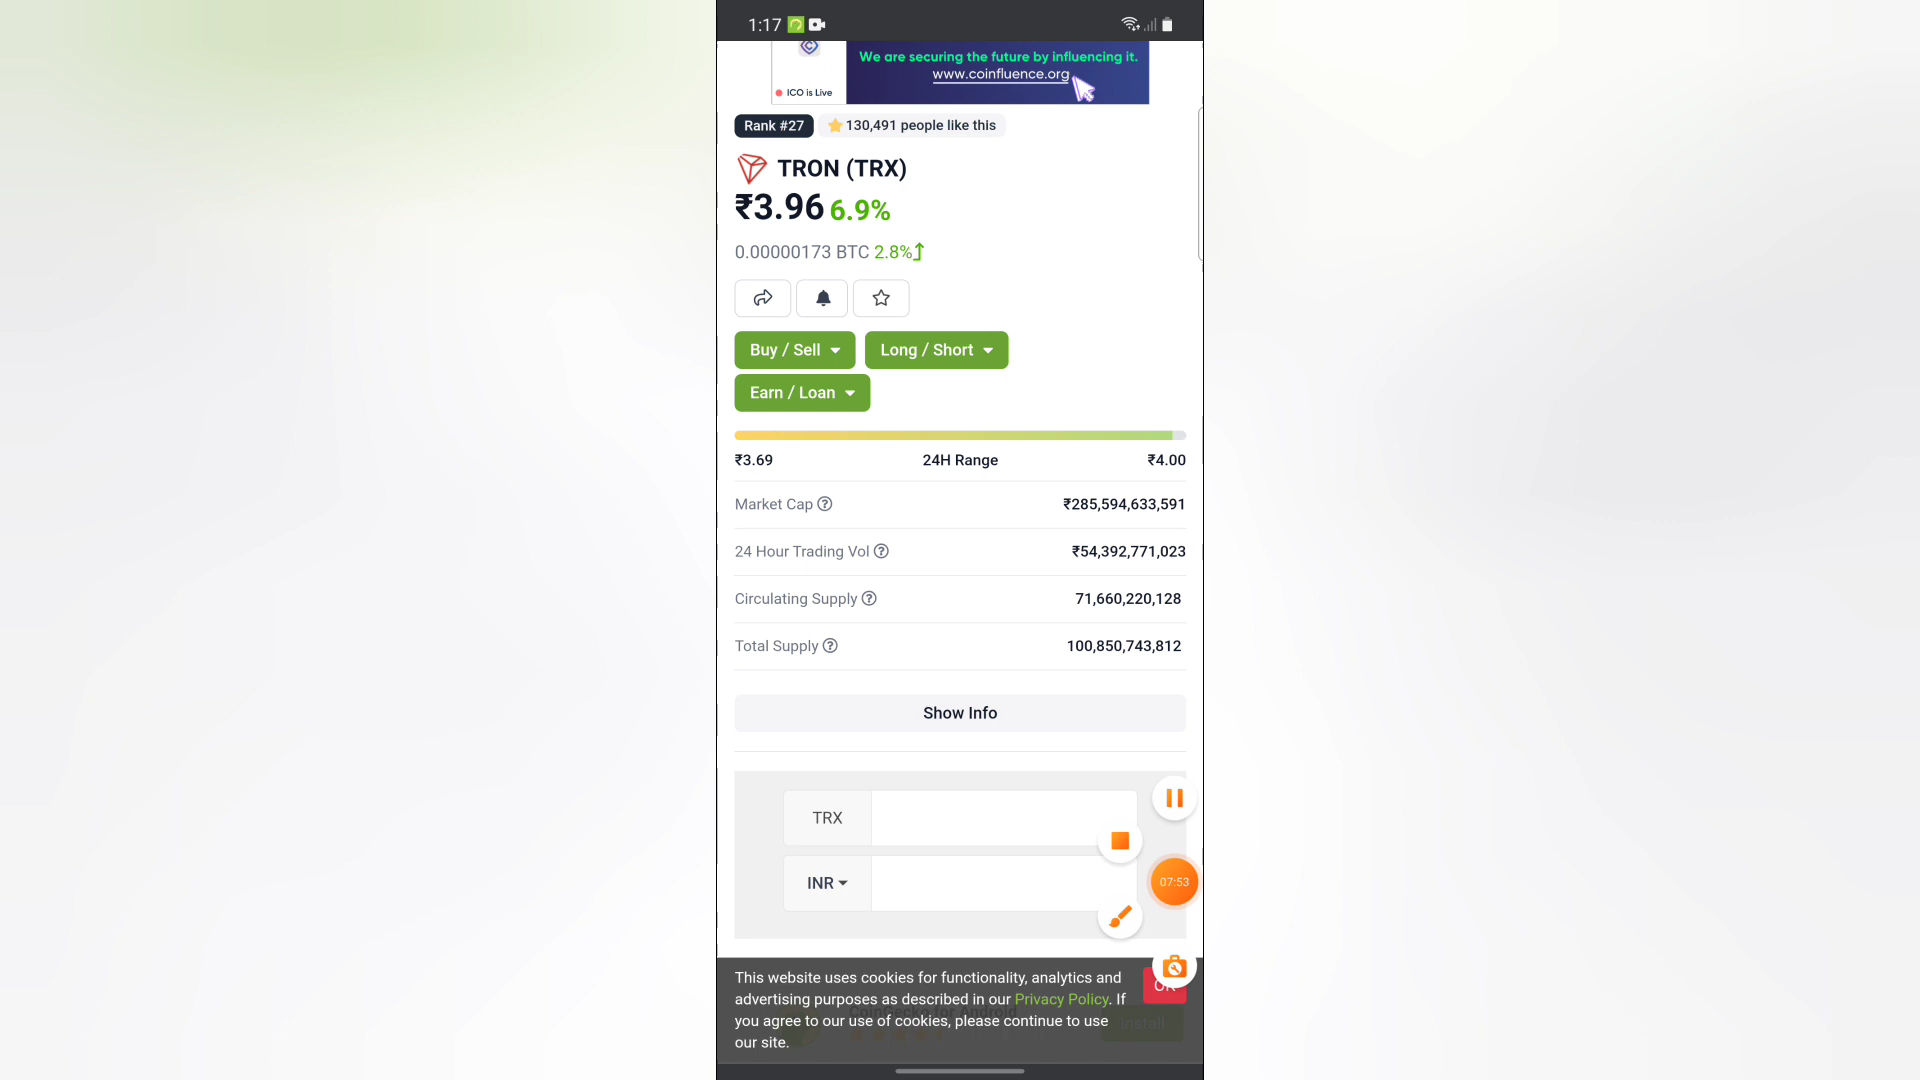 1:17
We are securing the future by influencing it.
www.coinfluence.org
ICO is Live
Rank #27
130,491 people like this
TRON (TRX)
₹3.96 6.9%
0.00000173 BTC 2.8%
Buy / Sell
Long / Short
Earn / Loan
₹3.69 24H Range ₹4.00
Market Cap ₹285,594,633,591
24 Hour Trading Vol ₹54,392,771,023
Circulating Supply 71,660,220,128
Total Supply 100,850,743,812
Show Info
TRX
INR
07:53
This website uses cookies for functionality, analytics and
advertising purposes as described in our Privacy Policy. If
you agree to our use of cookies, please continue to use
our site.
OK
CoinGecko for Android
Install